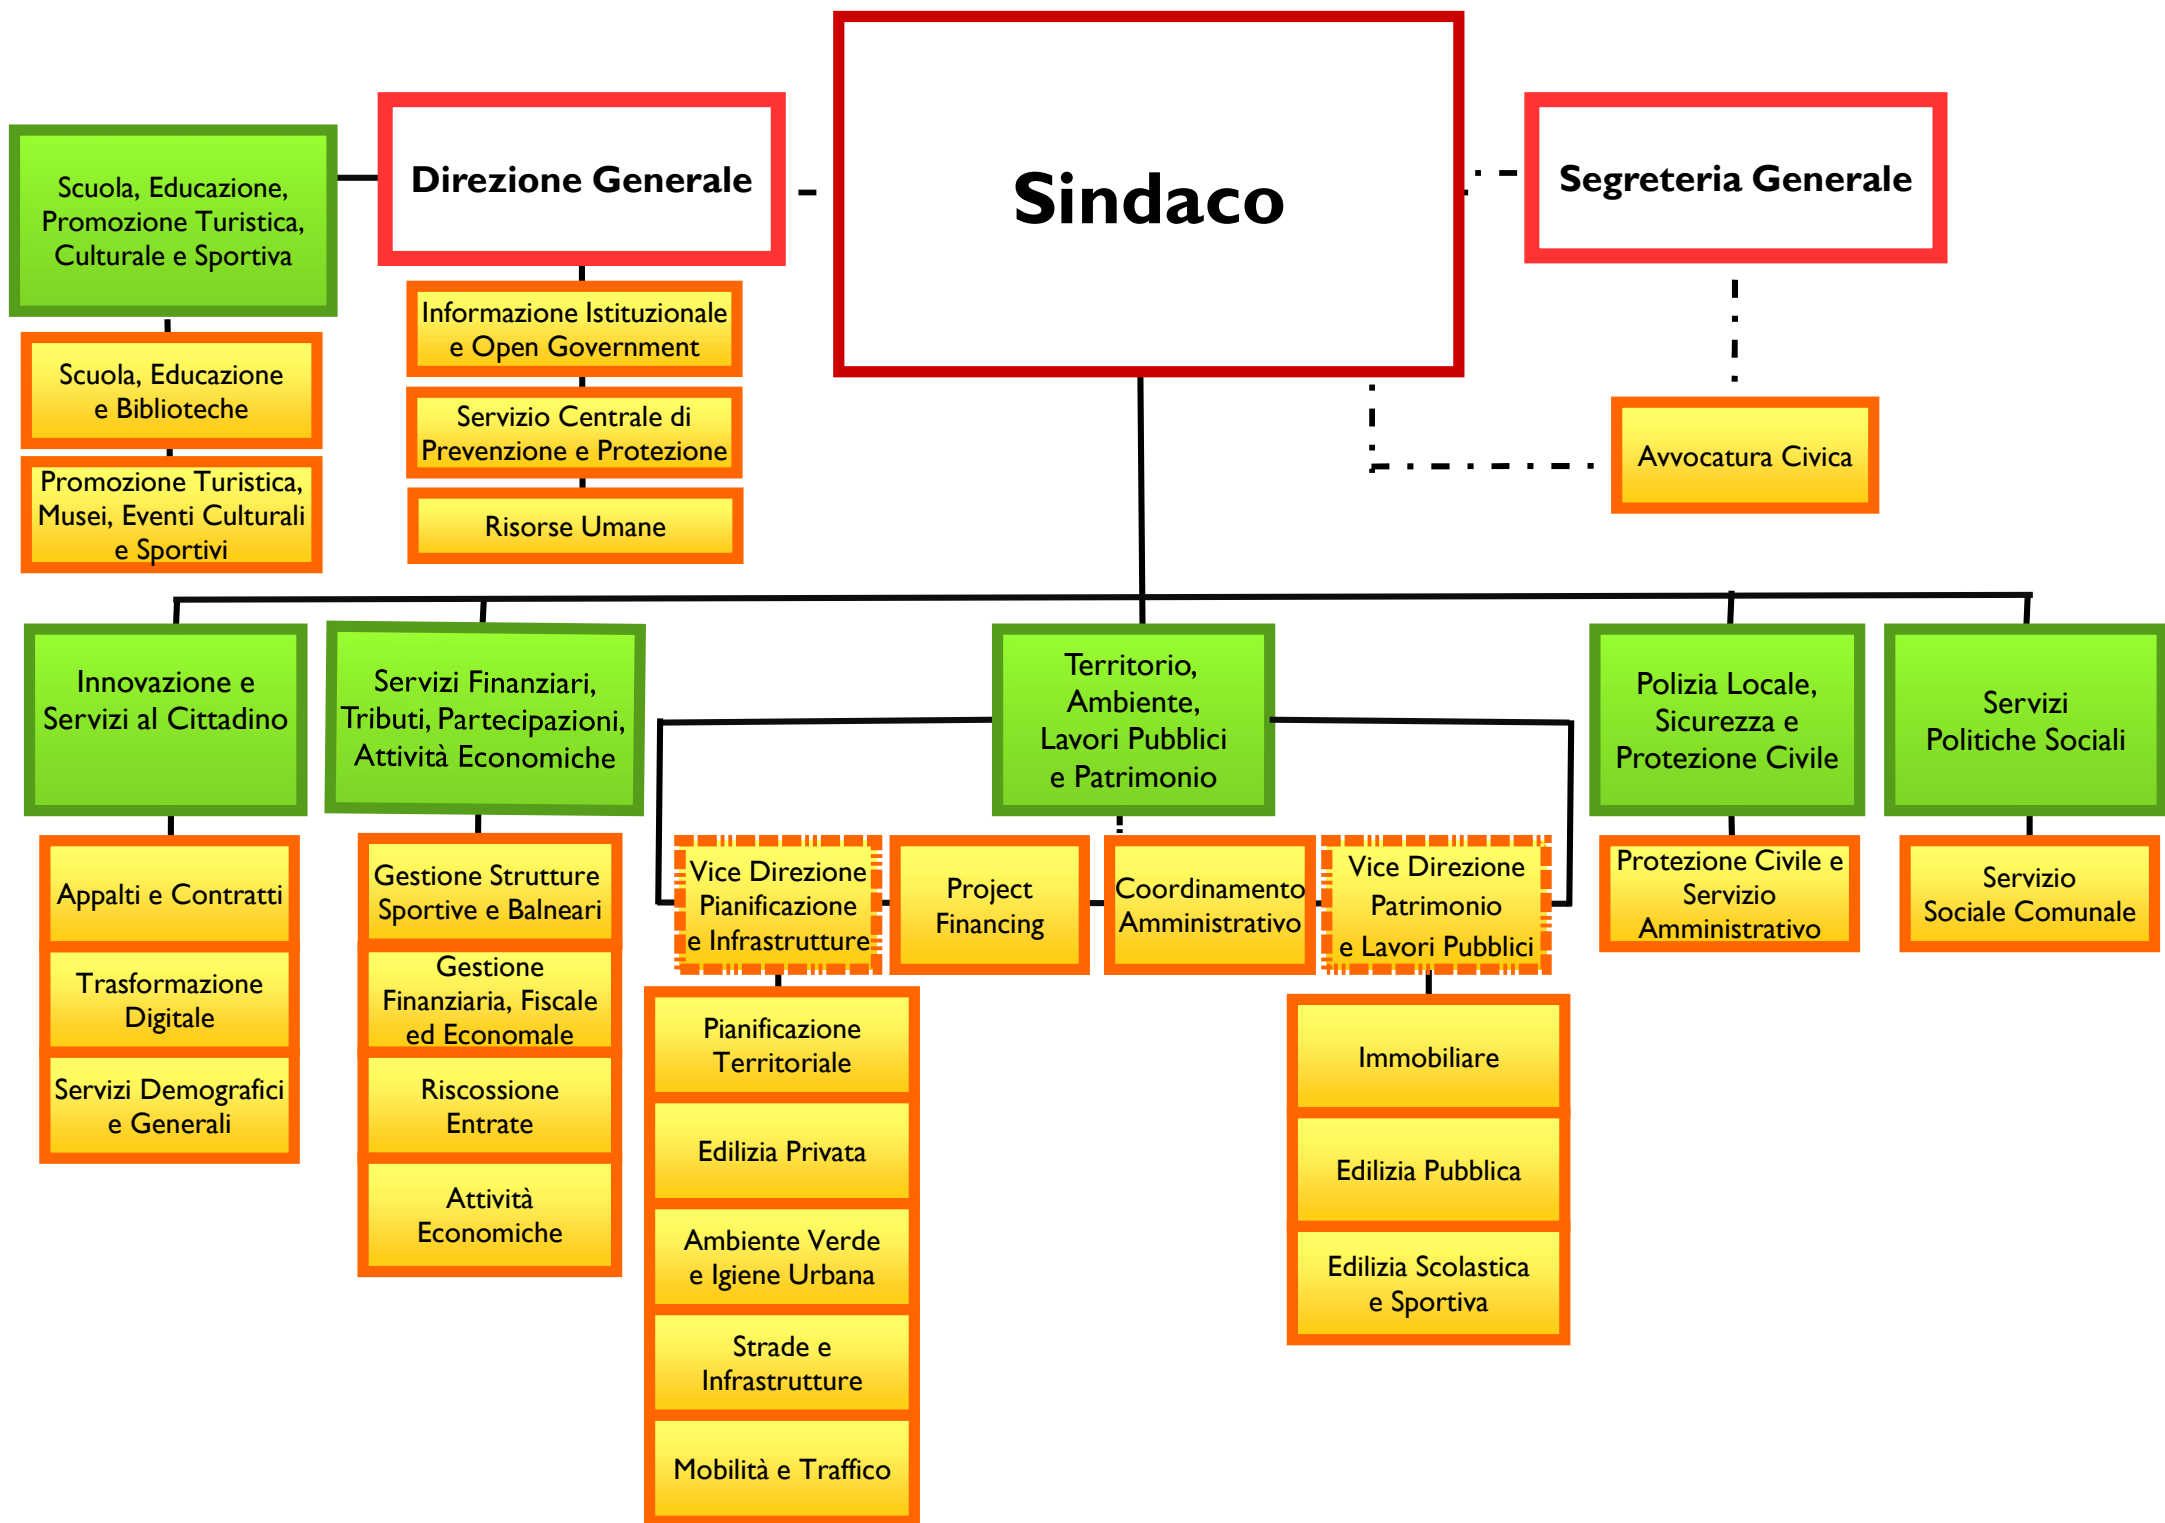 Sindaco
Direzione Generale
Segreteria Generale
Scuola, Educazione,
Promozione Turistica,
Culturale e Sportiva
Scuola, Educazione
e Biblioteche
Promozione Turistica,
Musei, Eventi Culturali
e Sportivi
Informazione Istituzionale
e Open Government
Servizio Centrale di
Prevenzione e Protezione
Risorse Umane
Avvocatura Civica
Innovazione e
Servizi al Cittadino
Appalti e Contratti
Trasformazione
Digitale
Servizi Demografici
e Generali
Servizi Finanziari,
Tributi, Partecipazioni,
Attività Economiche
Gestione Strutture
Sportive e Balneari
Gestione
Finanziaria, Fiscale
ed Economale
Riscossione
Entrate
Attività
Economiche
Territorio,
Ambiente,
Lavori Pubblici
e Patrimonio
Vice Direzione
Pianificazione
e Infrastrutture
Project
Financing
Coordinamento
Amministrativo
Vice Direzione
Patrimonio
e Lavori Pubblici
Pianificazione
Territoriale
Edilizia Privata
Ambiente Verde
e Igiene Urbana
Strade e
Infrastrutture
Mobilità e Traffico
Immobiliare
Edilizia Pubblica
Edilizia Scolastica
e Sportiva
Polizia Locale,
Sicurezza e
Protezione Civile
Protezione Civile e
Servizio
Amministrativo
Servizi
Politiche Sociali
Servizio
Sociale Comunale